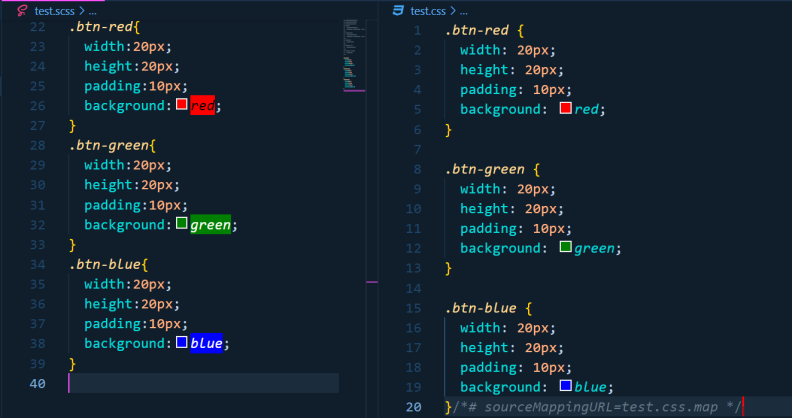 test.scss > ...
22 .btn-red{
23 width:20px;
24 height:20px;
25 padding:10px;
26 background: red;
27 }
28 .btn-green{
29 width:20px;
30 height:20px;
31 padding:10px;
32 background: green;
33 }
34 .btn-blue{
35 width:20px;
36 height:20px;
37 padding:10px;
38 background: blue;
39 }
40
test.css > ...
1 .btn-red {
2 width: 20px;
3 height: 20px;
4 padding: 10px;
5 background: red;
6 }
7
8 .btn-green {
9 width: 20px;
10 height: 20px;
11 padding: 10px;
12 background: green;
13 }
14
15 .btn-blue {
16 width: 20px;
17 height: 20px;
18 padding: 10px;
19 background: blue;
20 }/*# sourceMappingURL=test.css.map */